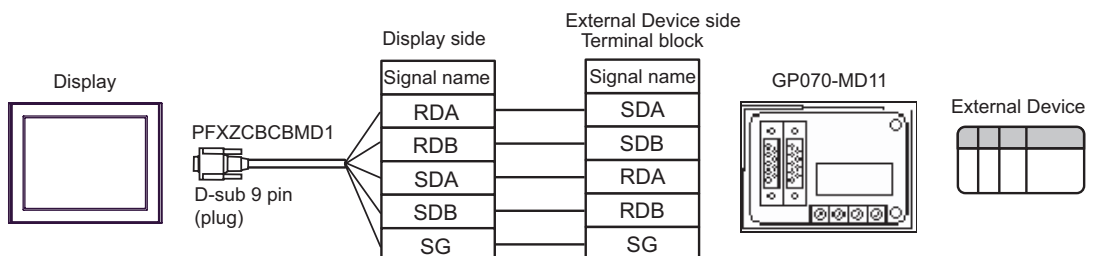 External Device side
Display side
Terminal block
Signal name
Signal name
Display
GP070-MD11
External Device
RDA
SDA
PFXZCBCBMD1
RDB
SDB
SDA
RDA
D-sub 9 pin
(plug)
SDB
RDB
SG
SG